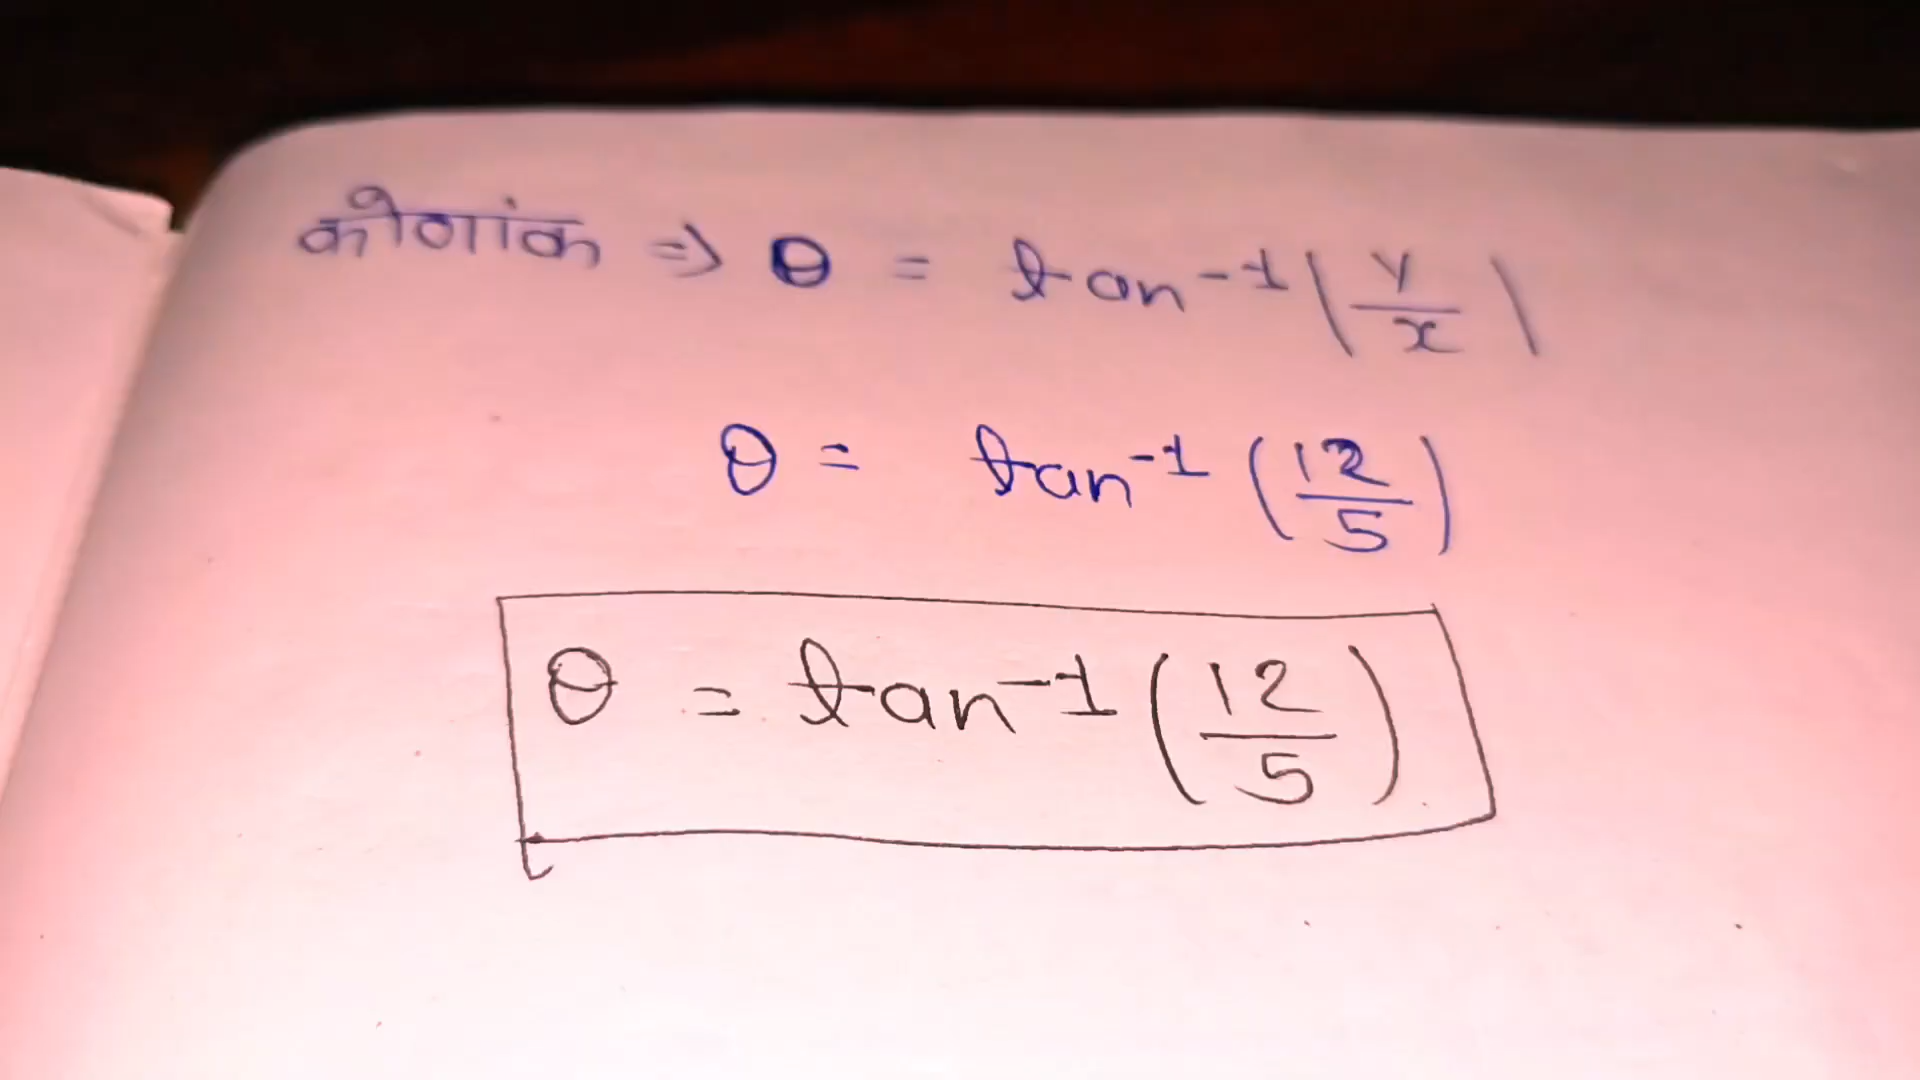 कोणांक => θ = tan⁻¹(y/x)
θ = tan⁻¹(12/5)
θ = tan⁻¹(12/5)